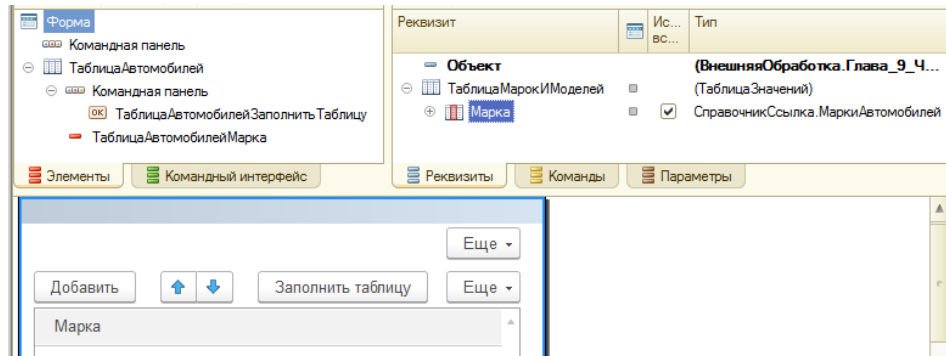 Форма
Командная панель
ТаблицаАвтомобилей
Командная панель
OK ТаблицаАвтомобилейЗаполнитьТаблицу
ТаблицаАвтомобилейМарка
Элементы Командный интерфейс
Реквизит Ис... Тип
вс...
Объект (ВнешняяОбработка.Глава_9_Ч...
ТаблицаМарокИМоделей (ТаблицаЗначений)
Марка СправочникСсылка.МаркиАвтомобилей
Реквизиты Команды Параметры
Еще
Добавить Заполнить таблицу Еще
Марка